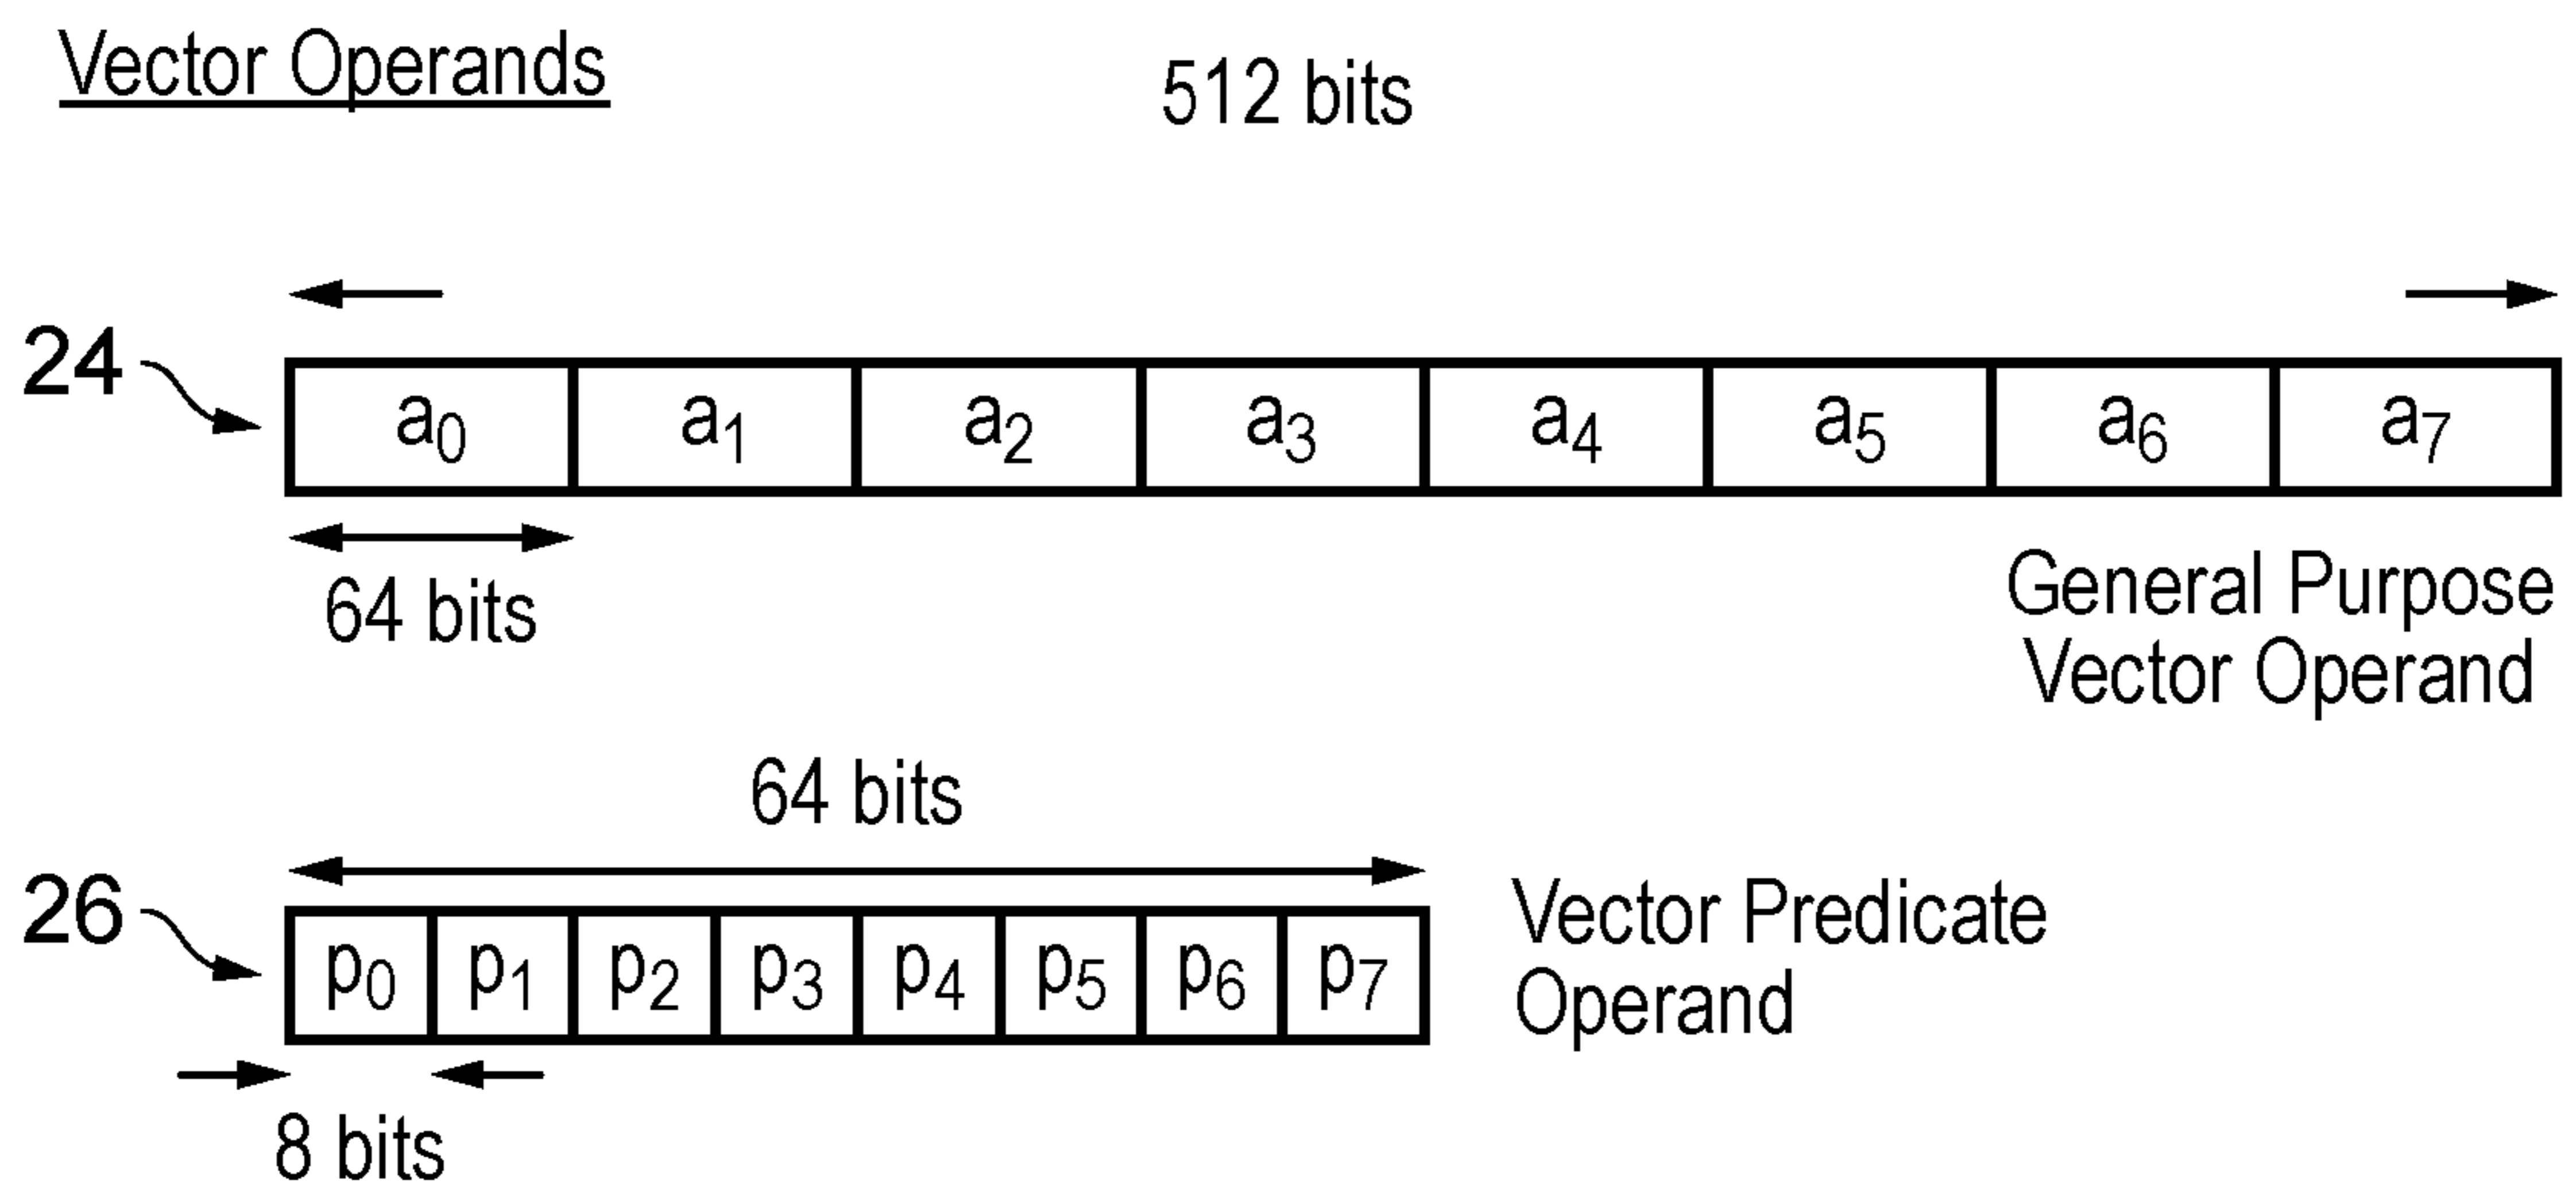 Vector Operands
512 bits
24
a0 a1 a2 a3 a4 a5 a6 a7
64 bits
General Purpose
Vector Operand
64 bits
26
p0 p1 p2 p3 p4 p5 p6 p7
Vector Predicate
Operand
8 bits